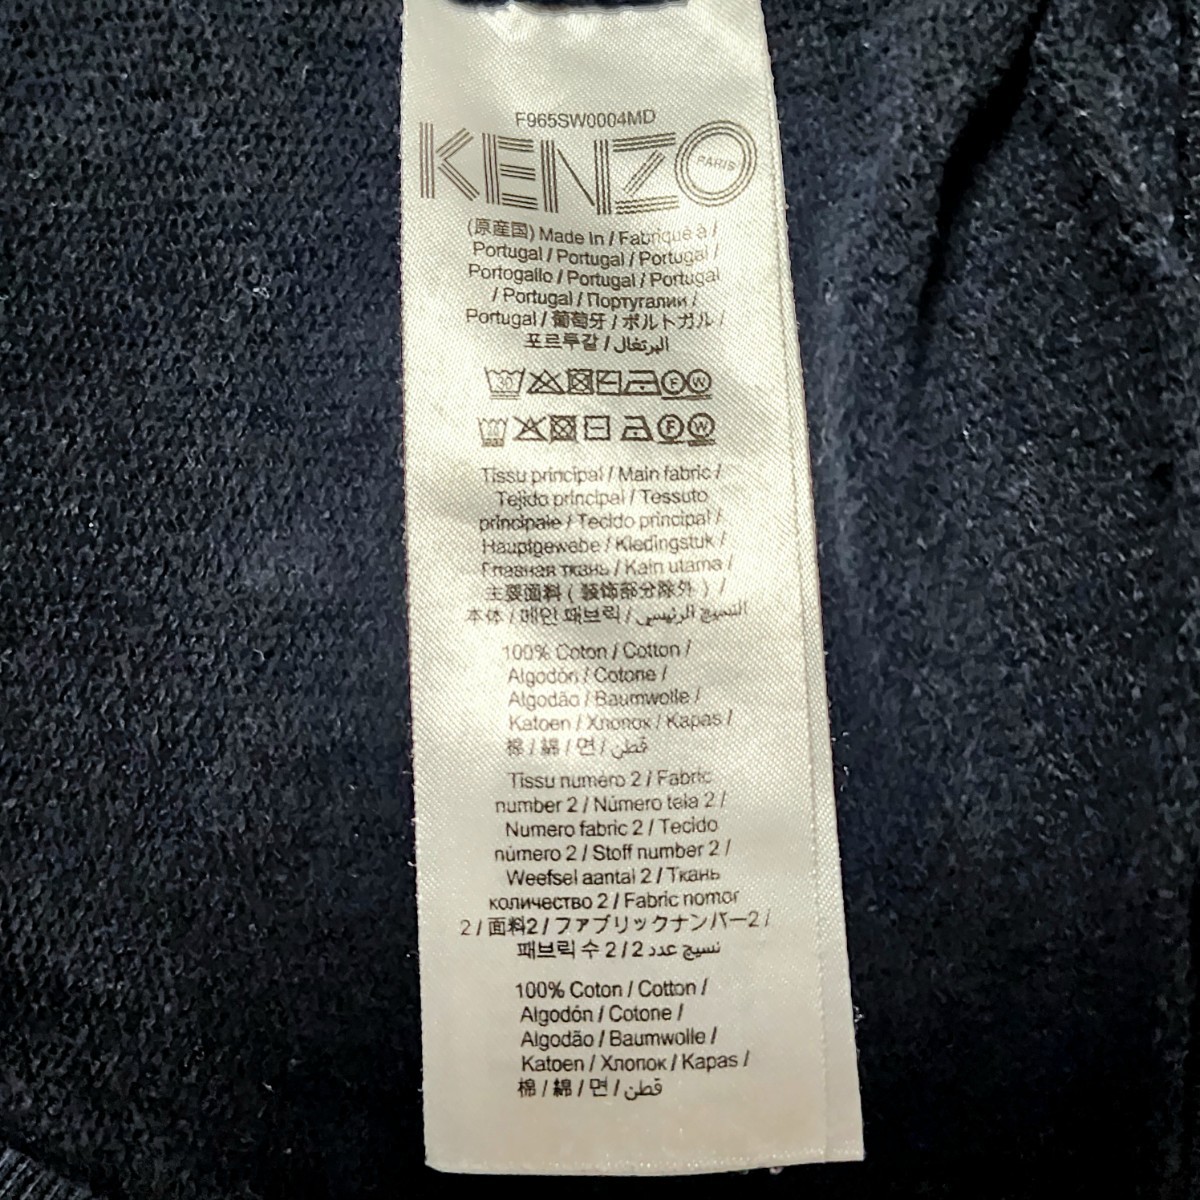 F965SW0004MD
KENZO
PARIS
(原産国) Made In / Fabriqué à /
Portugal / Portugal / Portugal /
Portogallo / Portugal / Portugal
/ Portugal / Португалии /
Portugal / 葡萄牙 / ポルトガル /
포르투갈 / البرتغال
30 F W
F W
Tissu principal / Main fabric /
Tejido principal / Tessuto
principale / Tecido principal /
Hauptgewebe / Kledingstuk /
Главная ткань / Kain utama /
主要面料 ( 装饰部分除外 ) /
本体 / 메인 패브릭 / النسيج الرئيسي
100% Coton / Cotton /
Algodón / Cotone /
Algodão / Baumwolle /
Katoen / Хлопок / Kapas /
棉 / 綿 / 면 / قطن
Tissu numéro 2 / Fabric
number 2 / Número tela 2 /
Numero fabric 2 / Tecido
número 2 / Stoff number 2 /
Weefsel aantal 2 / Ткань
количество 2 / Fabric nomor
2 / 面料2 / ファブリックナンバー2 /
패브릭 수 2 / نسيج عدد 2
100% Coton / Cotton /
Algodón / Cotone /
Algodão / Baumwolle /
Katoen / Хлопок / Kapas /
棉 / 綿 / 면 / قطن